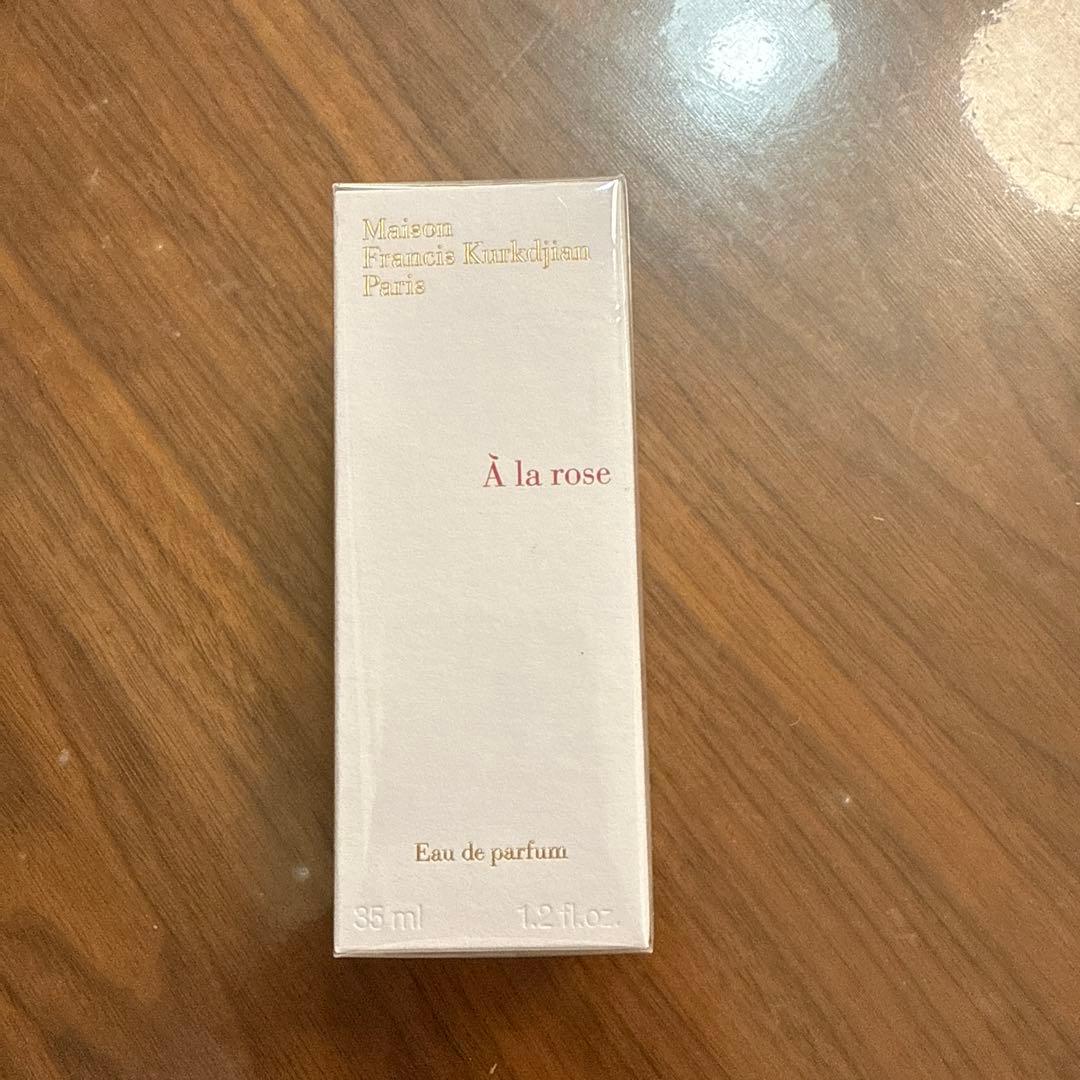 Maison
Francis Kurkdjian
Paris
À la rose
Eau de parfum
35 ml 1.2 fl.oz.